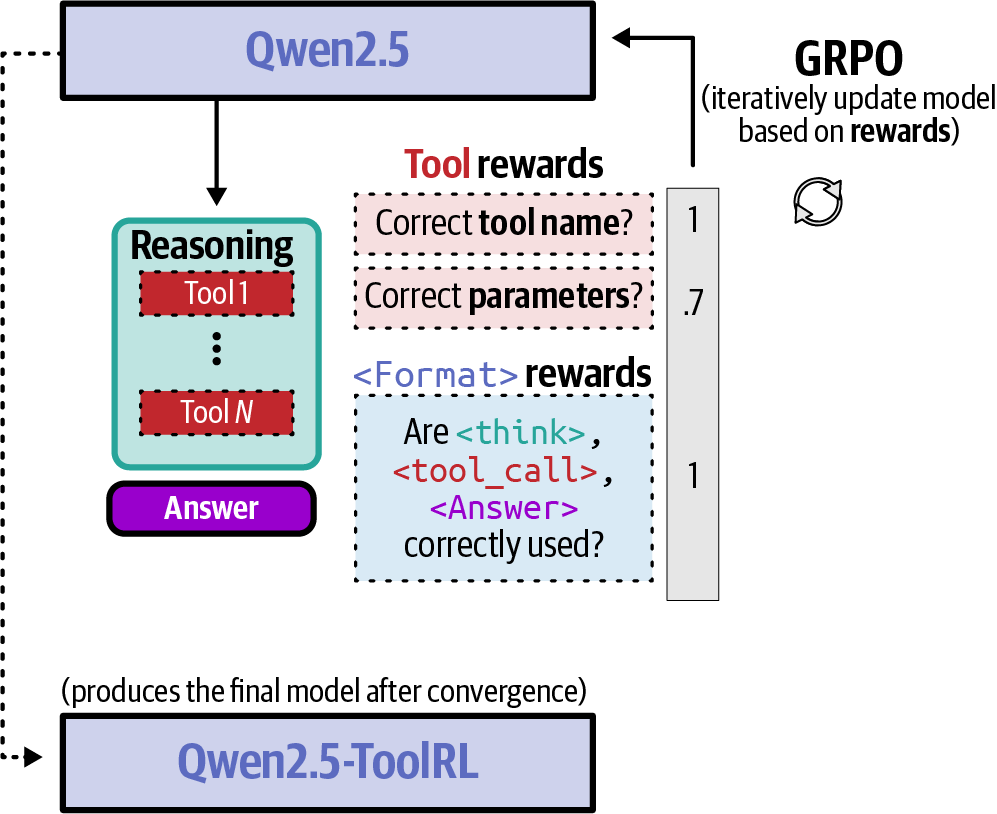 Qwen2.5
GRPO
(iteratively update model
based on rewards)
Reasoning
Tool 1
Tool N
Answer
Tool rewards
Correct tool name?
1
Correct parameters?
.7
<Format> rewards
Are <think>,
<tool_call>,
<Answer>
correctly used?
1
(produces the final model after convergence)
Qwen2.5-ToolRL